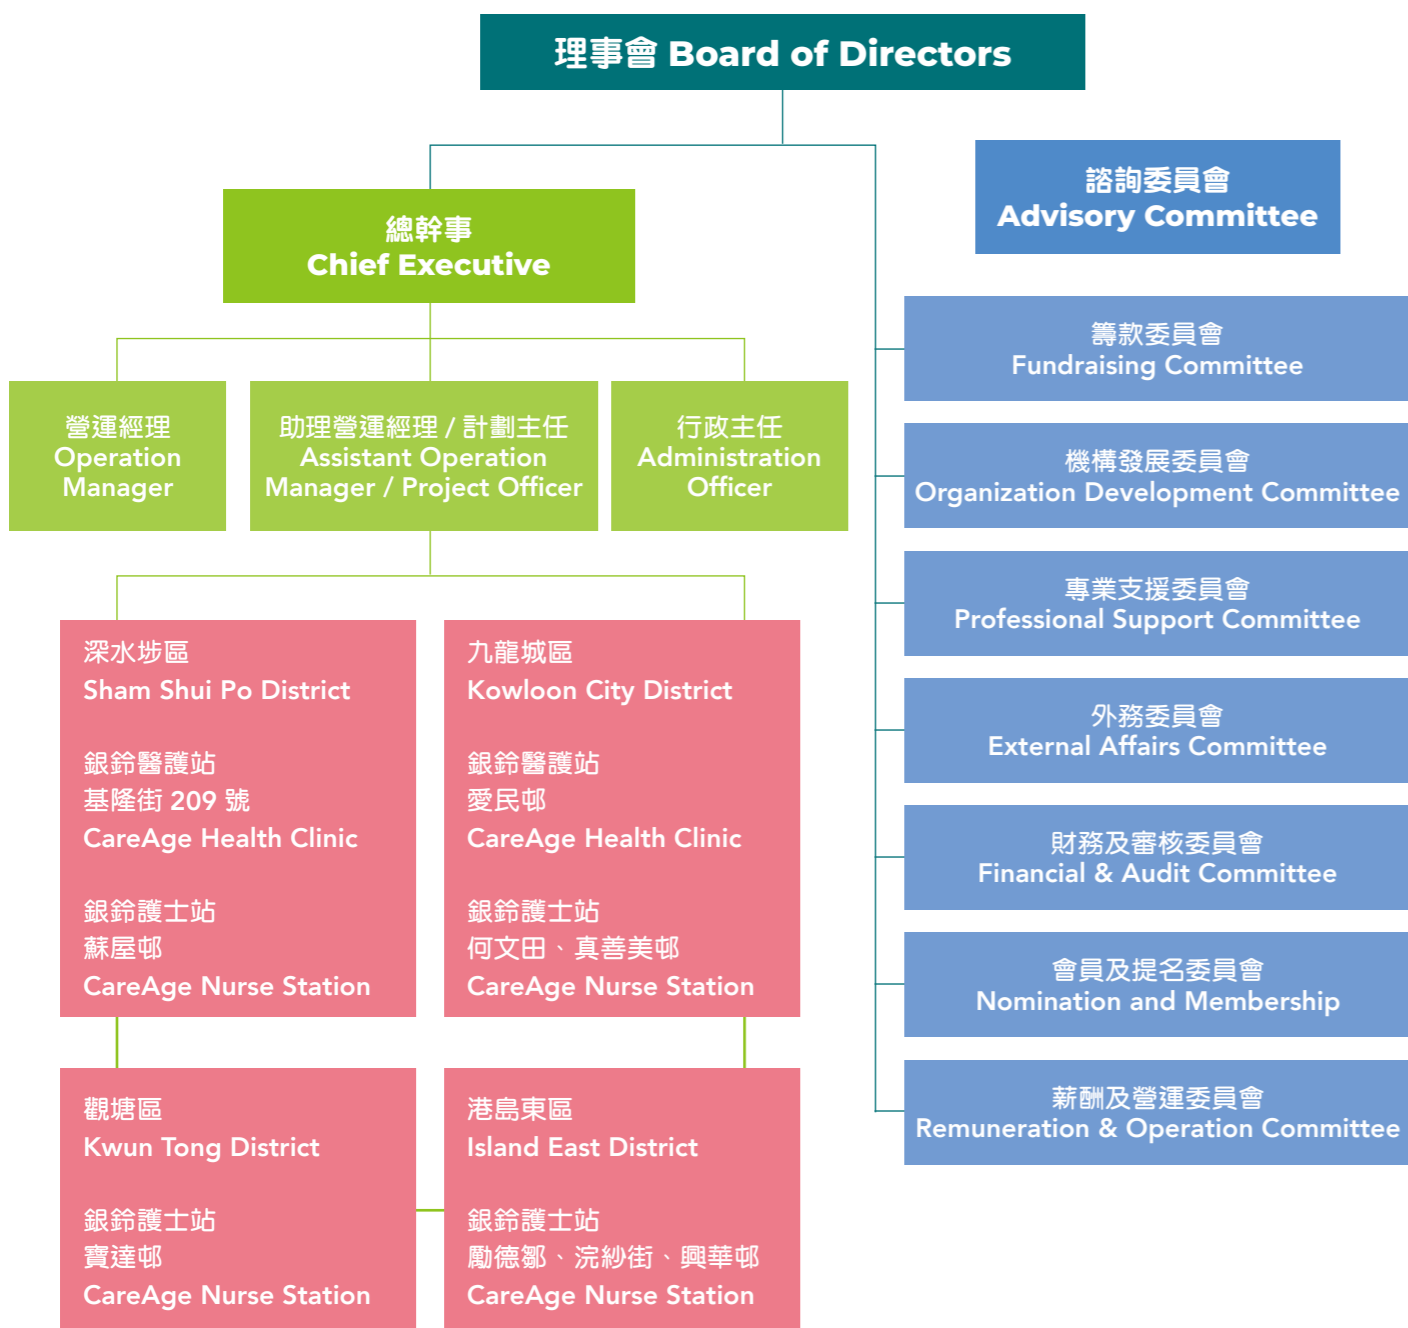 理事會 Board of Directors
諮詢委員會
Advisory Committee
總幹事
Chief Executive
營運經理
Operation
Manager
助理營運經理 / 計劃主任
Assistant Operation
Manager / Project Officer
行政主任
Administration
Officer
深水埗區
Sham Shui Po District
銀鈴醫護站
基隆街 209 號
CareAge Health Clinic
銀鈴護士站
蘇屋邨
CareAge Nurse Station
九龍城區
Kowloon City District
銀鈴醫護站
愛民邨
CareAge Health Clinic
銀鈴護士站
何文田、真善美邨
CareAge Nurse Station
觀塘區
Kwun Tong District
銀鈴護士站
寶達邨
CareAge Nurse Station
港島東區
Island East District
銀鈴護士站
勵德鄒、浣紗街、興華邨
CareAge Nurse Station
籌款委員會
Fundraising Committee
機構發展委員會
Organization Development Committee
專業支援委員會
Professional Support Committee
外務委員會
External Affairs Committee
財務及審核委員會
Financial & Audit Committee
會員及提名委員會
Nomination and Membership
薪酬及營運委員會
Remuneration & Operation Committee